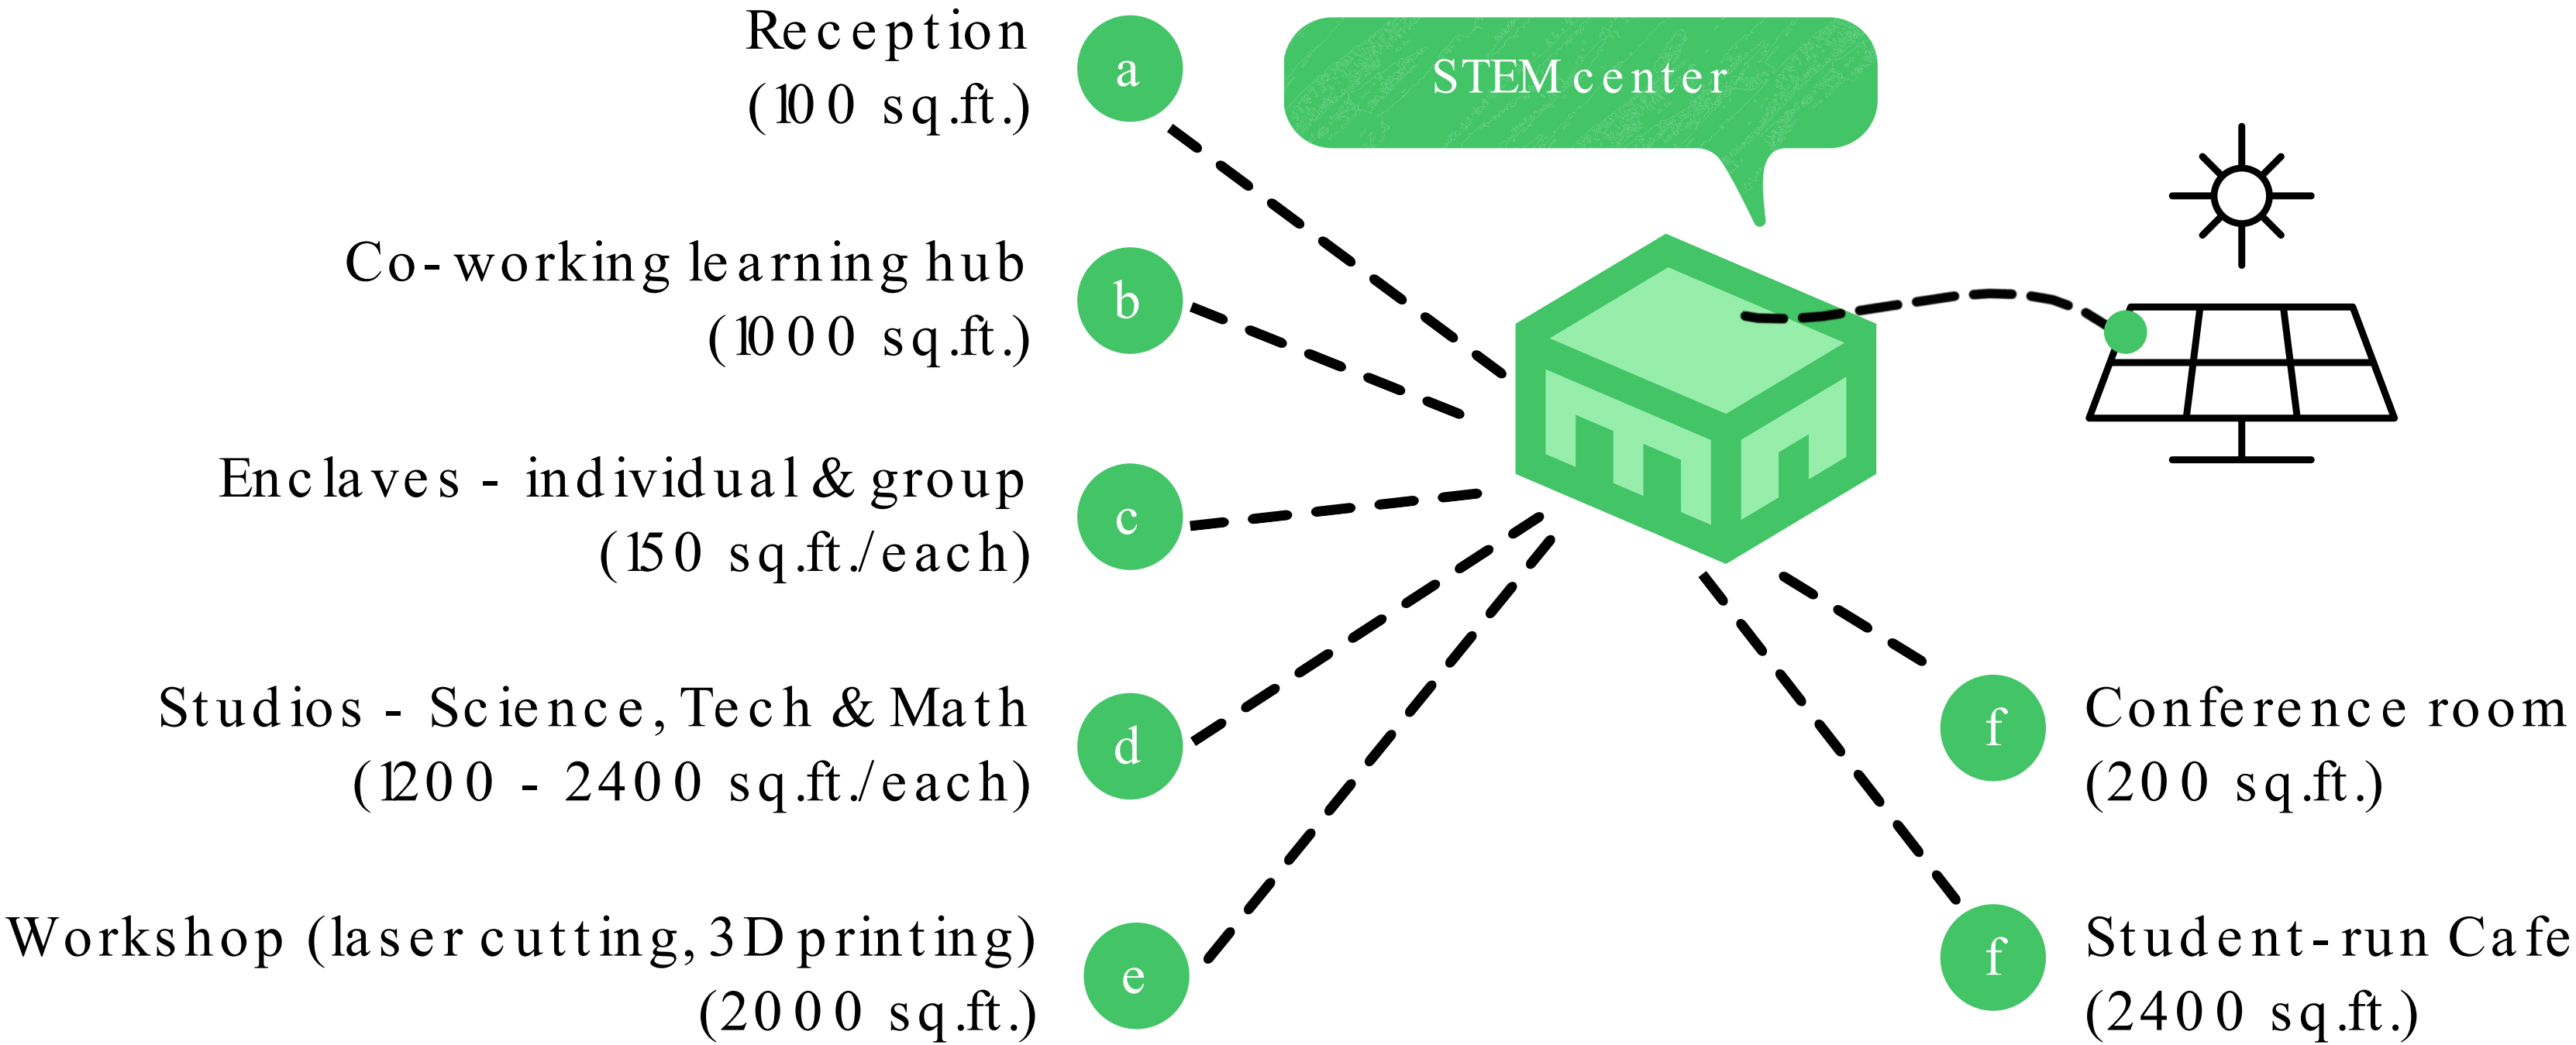 Reception
(100 sq.ft.)
a
STEM center
Co-working learning hub
(1000 sq.ft.)
b
Enclaves - individual & group
(150 sq.ft./each)
c
Studios - Science, Tech & Math
(1200 - 2400 sq.ft./each)
d
Workshop (laser cutting, 3D printing)
(2000 sq.ft.)
e
f
Conference room
(200 sq.ft.)
f
Student-run Cafe
(2400 sq.ft.)